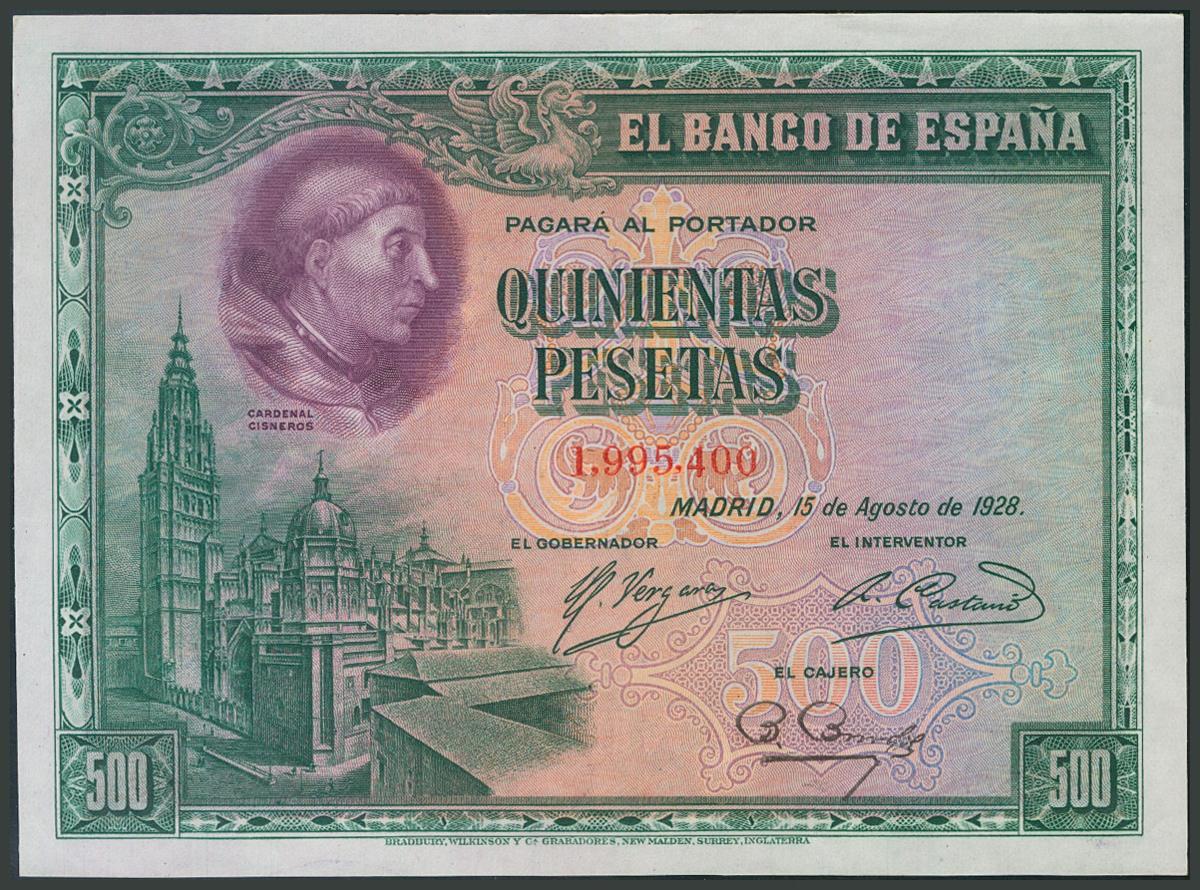 EL BANCO DE ESPAÑA
PAGARÁ AL PORTADOR
QUINIENTAS
PESETAS
CARDENAL
CISNEROS
1,995,400
MADRID, 15 de Agosto de 1928.
EL GOBERNADOR EL INTERVENTOR
500
EL CAJERO
500 500
BRADBURY, WILKINSON Y Cª GRABADORES, NEW MALDEN, SURREY, INGLATERRA